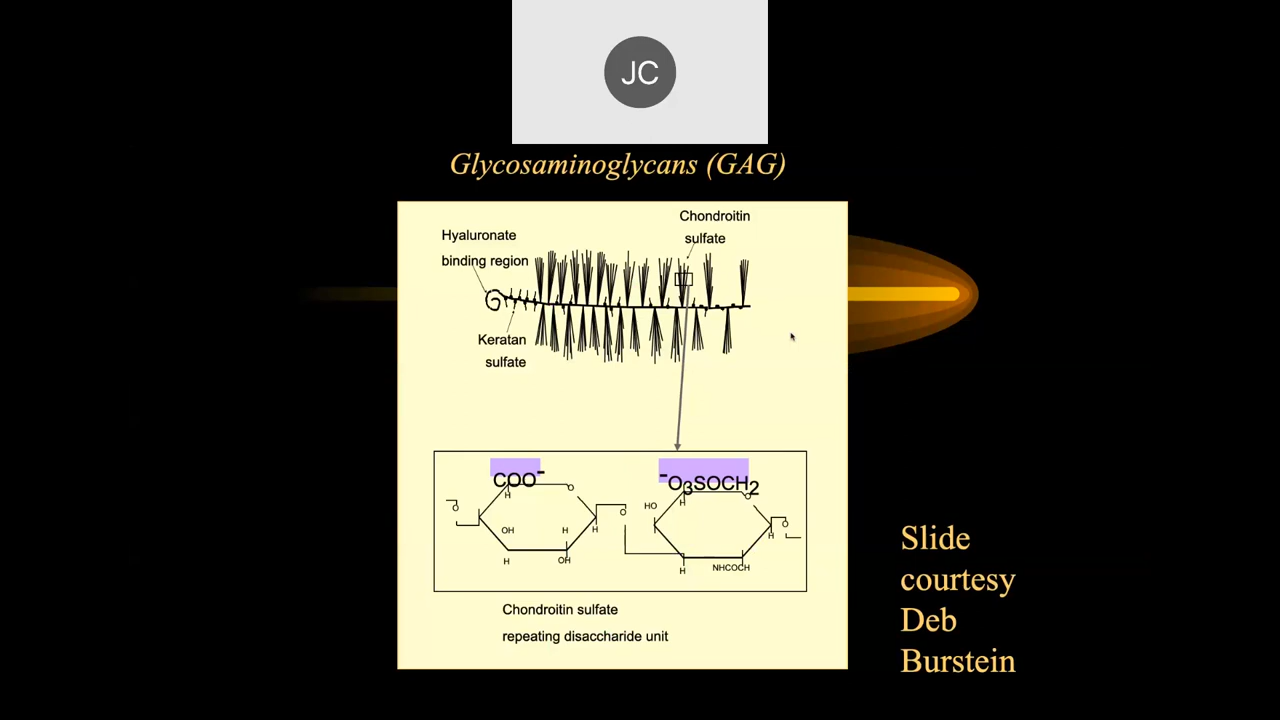 JC
Glycosaminoglycans (GAG)
Chondroitin
sulfate
Hyaluronate
binding region
Keratan
sulfate
COO⁻
⁻O₃SOCH₂
O
H
O
OH
H
H
H
OH
O
HO
H
O
O
H
H
NHCOCH
Chondroitin sulfate
repeating disaccharide unit
Slide
courtesy
Deb
Burstein